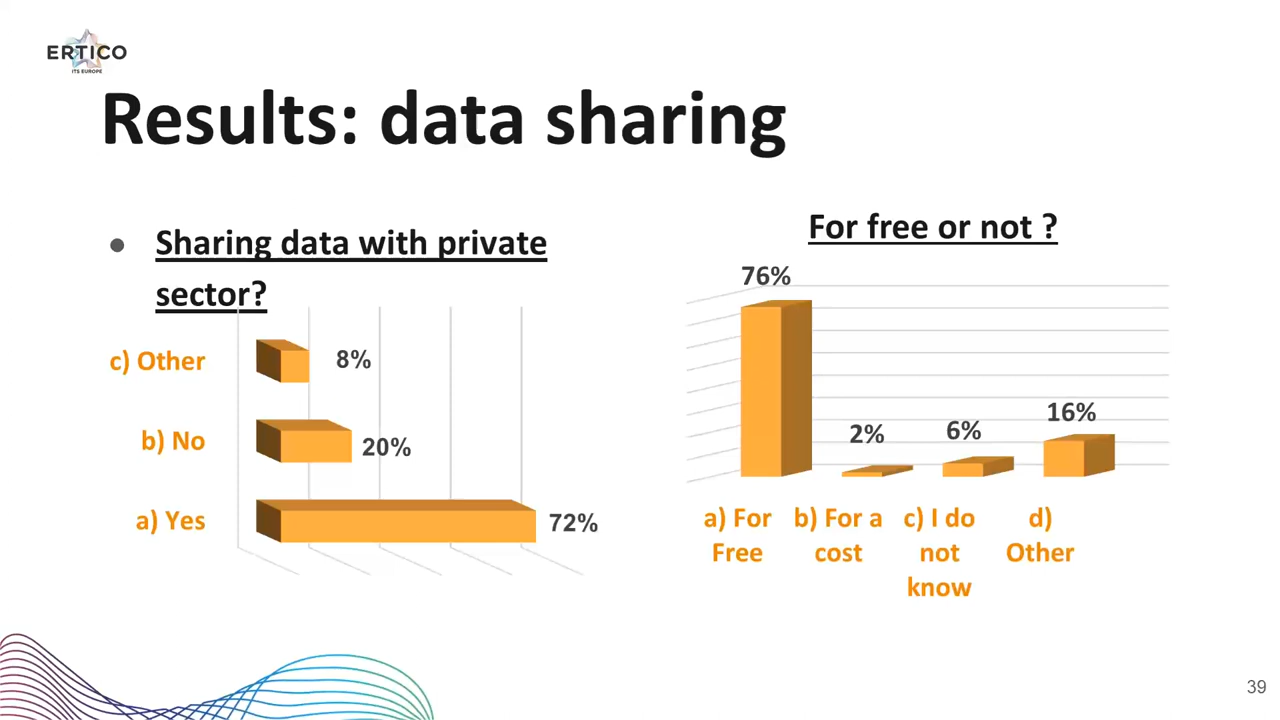 ERTICO
ITS EUROPE
Results: data sharing
● Sharing data with private
sector?
c) Other
8%
b) No
20%
a) Yes
72%
For free or not ?
76%
2%
6%
16%
a) For
Free
b) For a
cost
c) I do
not
know
d)
Other
39